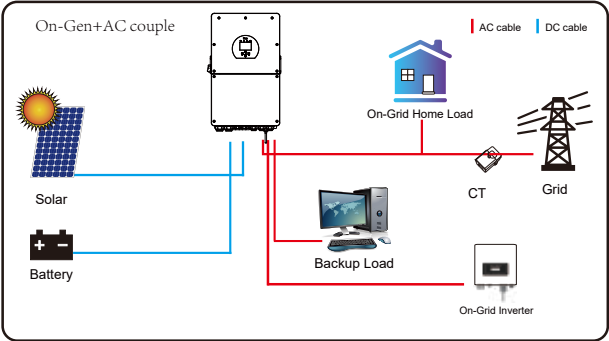 On-Gen+AC couple
AC cable
DC cable
On-Grid Home Load
Solar
CT
Grid
Battery
Backup Load
On-Grid Inverter